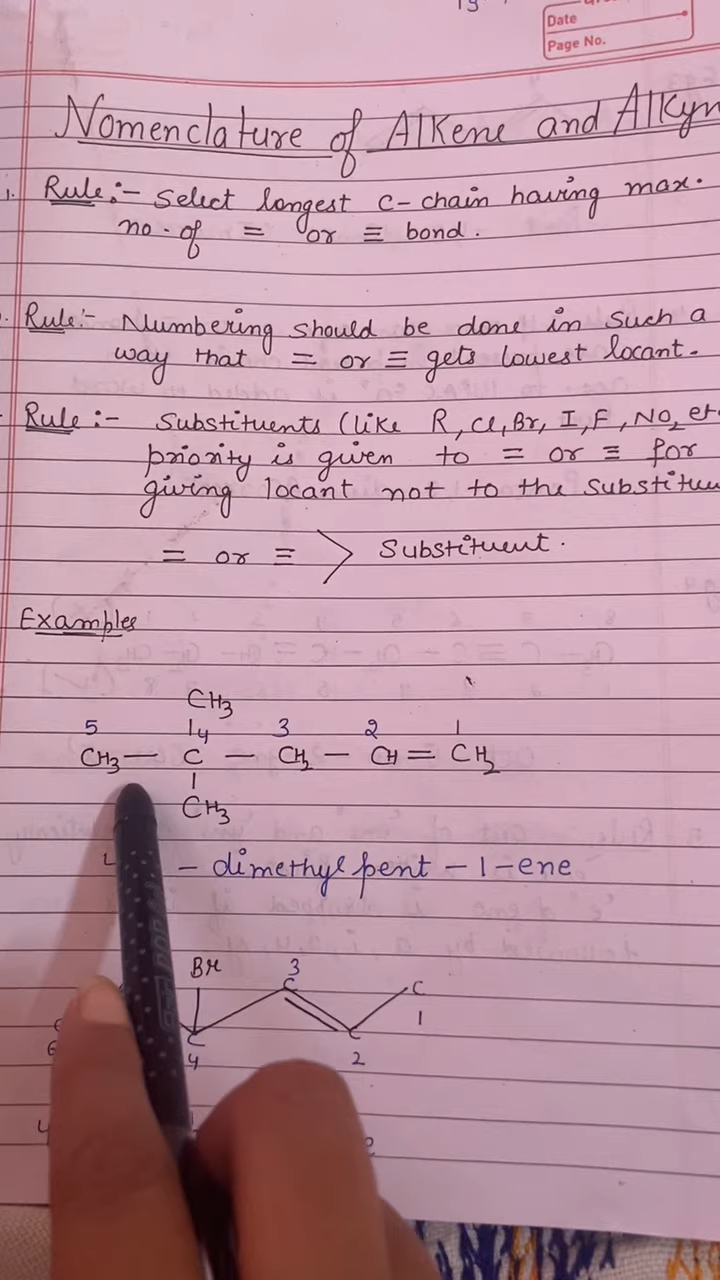 Date
Page No.
Nomenclature of Alkene and Alkyn
1. Rule:- Select longest C-chain having max.
no. of = or ≡ bond.
Rule:- Numbering should be done in such a
way that = or ≡ gets lowest locant.
Rule:- Substituents (like R, Cl, Br, I, F, NO2 et
priority is given to = or ≡ for
giving locant not to the substitue
= or ≡ > Substituent.
Examples
CH3
5 4 3 2 1
CH3 — C — CH2 — CH = CH2
CH3
- dimethyl pent - 1 - ene
Br 3
C C
1
C C
4 2